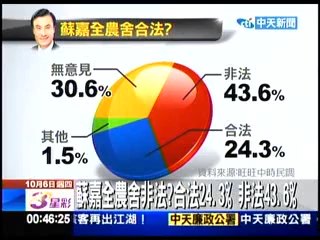 蘇嘉全農舍合法?
中天新聞
無意見
30.6%
非法
43.6%
合法
24.3%
其他
1.5%
資料來源:旺旺中時民調
10月6日週四
3星彩
蘇嘉全農舍非法?合法24.3% 非法43.6%
00:46:25
客再出江湖!
中天廉政公署
中天廉政公署